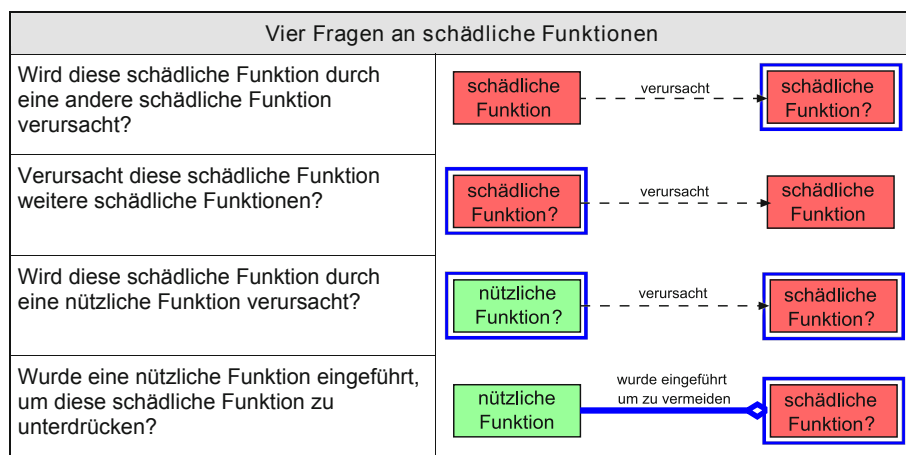 Vier Fragen an schädliche Funktionen
Wird diese schädliche Funktion durch
eine andere schädliche Funktion
verursacht?
schädliche
Funktion
verursacht
schädliche
Funktion?
Verursacht diese schädliche Funktion
weitere schädliche Funktionen?
schädliche
Funktion?
verursacht
schädliche
Funktion
Wird diese schädliche Funktion durch
eine nützliche Funktion verursacht?
nützliche
Funktion?
verursacht
schädliche
Funktion?
Wurde eine nützliche Funktion eingeführt,
um diese schädliche Funktion zu
unterdrücken?
nützliche
Funktion
wurde eingeführt
um zu vermeiden
schädliche
Funktion?